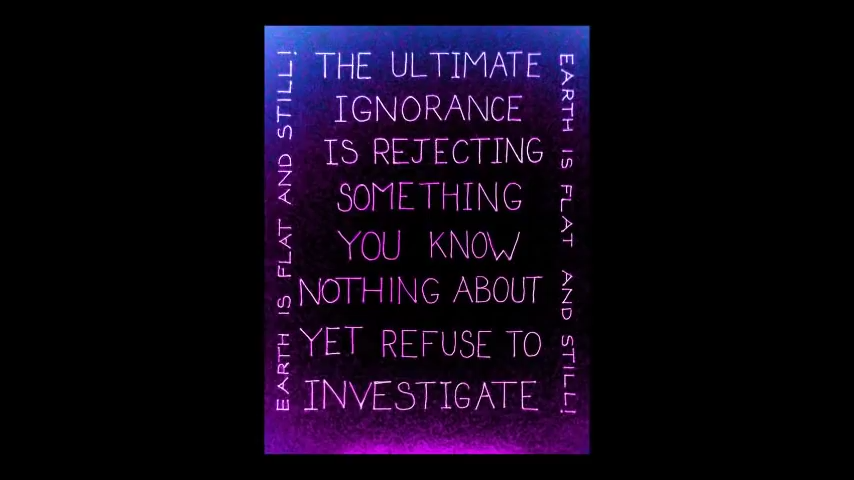 EARTH IS FLAT AND STILL!
THE ULTIMATE
IGNORANCE
IS REJECTING
SOMETHING
YOU KNOW
NOTHING ABOUT
YET REFUSE TO
INVESTIGATE
EARTH IS FLAT AND STILL!